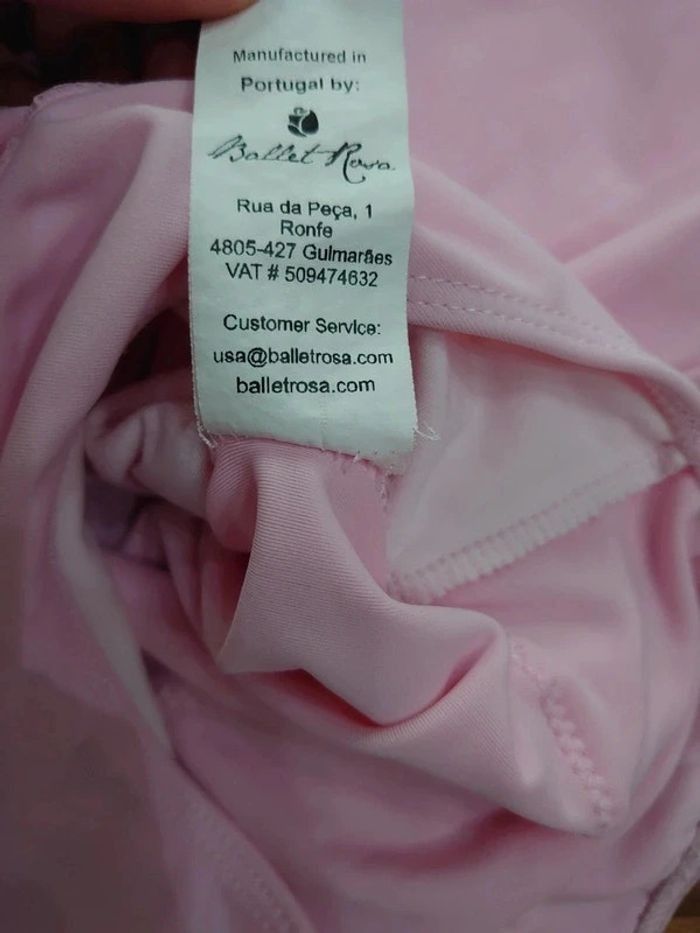 Manufactured in
Portugal by:
Ballet Rosa
Rua da Peça, 1
Ronfe
4805-427 Guimarães
VAT # 509474632
Customer Service:
usa@balletrosa.com
balletrosa.com